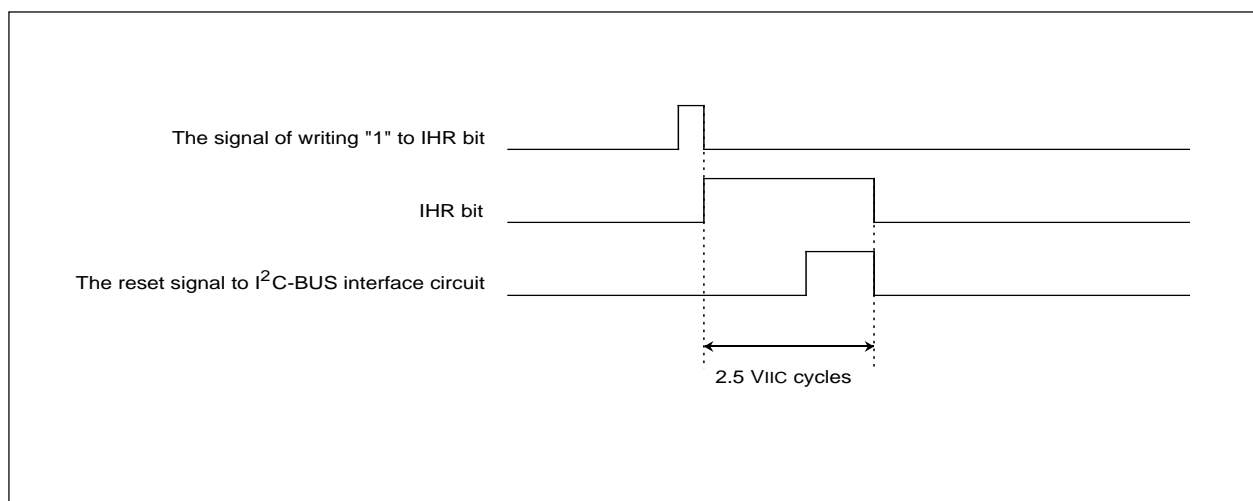 The signal of writing "1" to IHR bit
IHR bit
The reset signal to I²C-BUS interface circuit
2.5 VIIC cycles